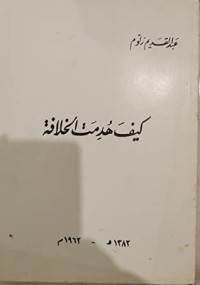 عبد القديم زلوم
كيف هدمت الخلافة
١٣٨٢ هـ - ١٩٦٢ م